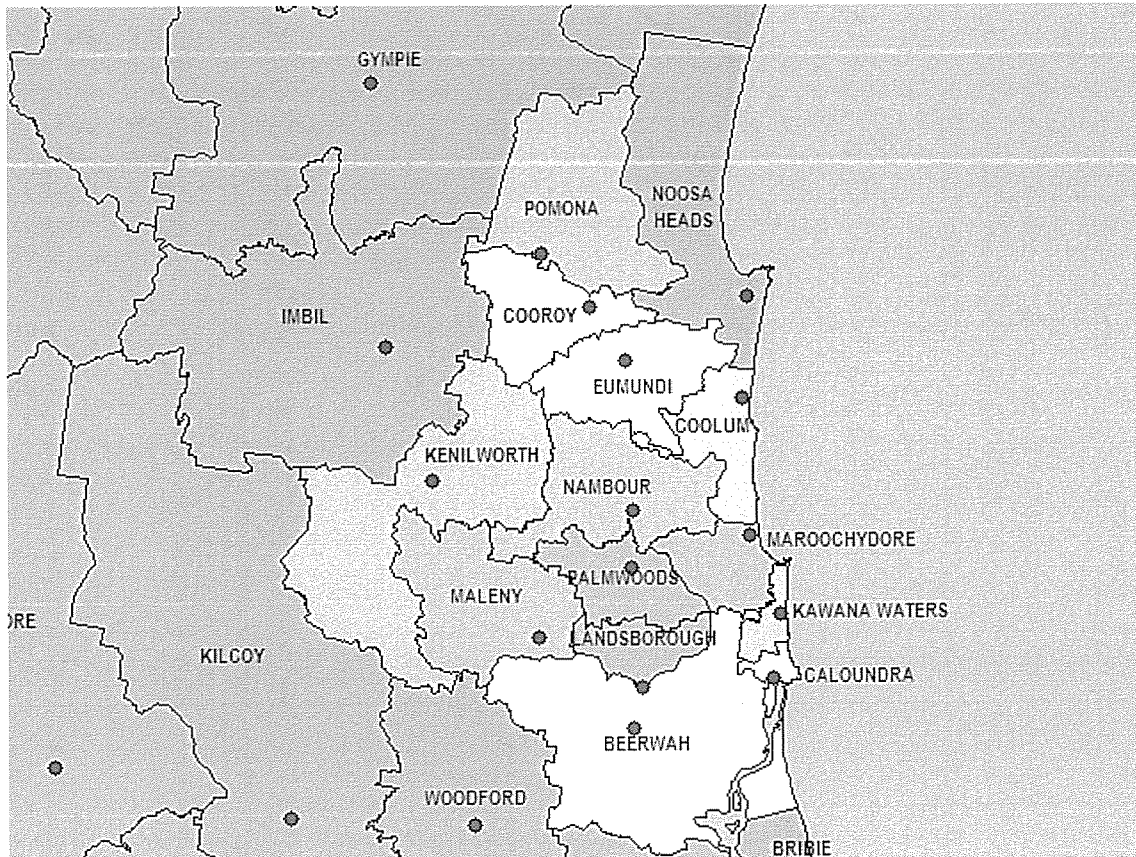 GYMPIE
POMONA
NOOSA
HEADS
IMBIL
COOROY
EUMUNDI
COOLUM
KENILWORTH
NAMBOUR
MAROOCHYDORE
PALMWOODS
MALENY
KAWANA WATERS
ORE
LANDSBOROUGH
KILCOY
CALOUNDRA
BEERWAH
WOODFORD
BRIBIE